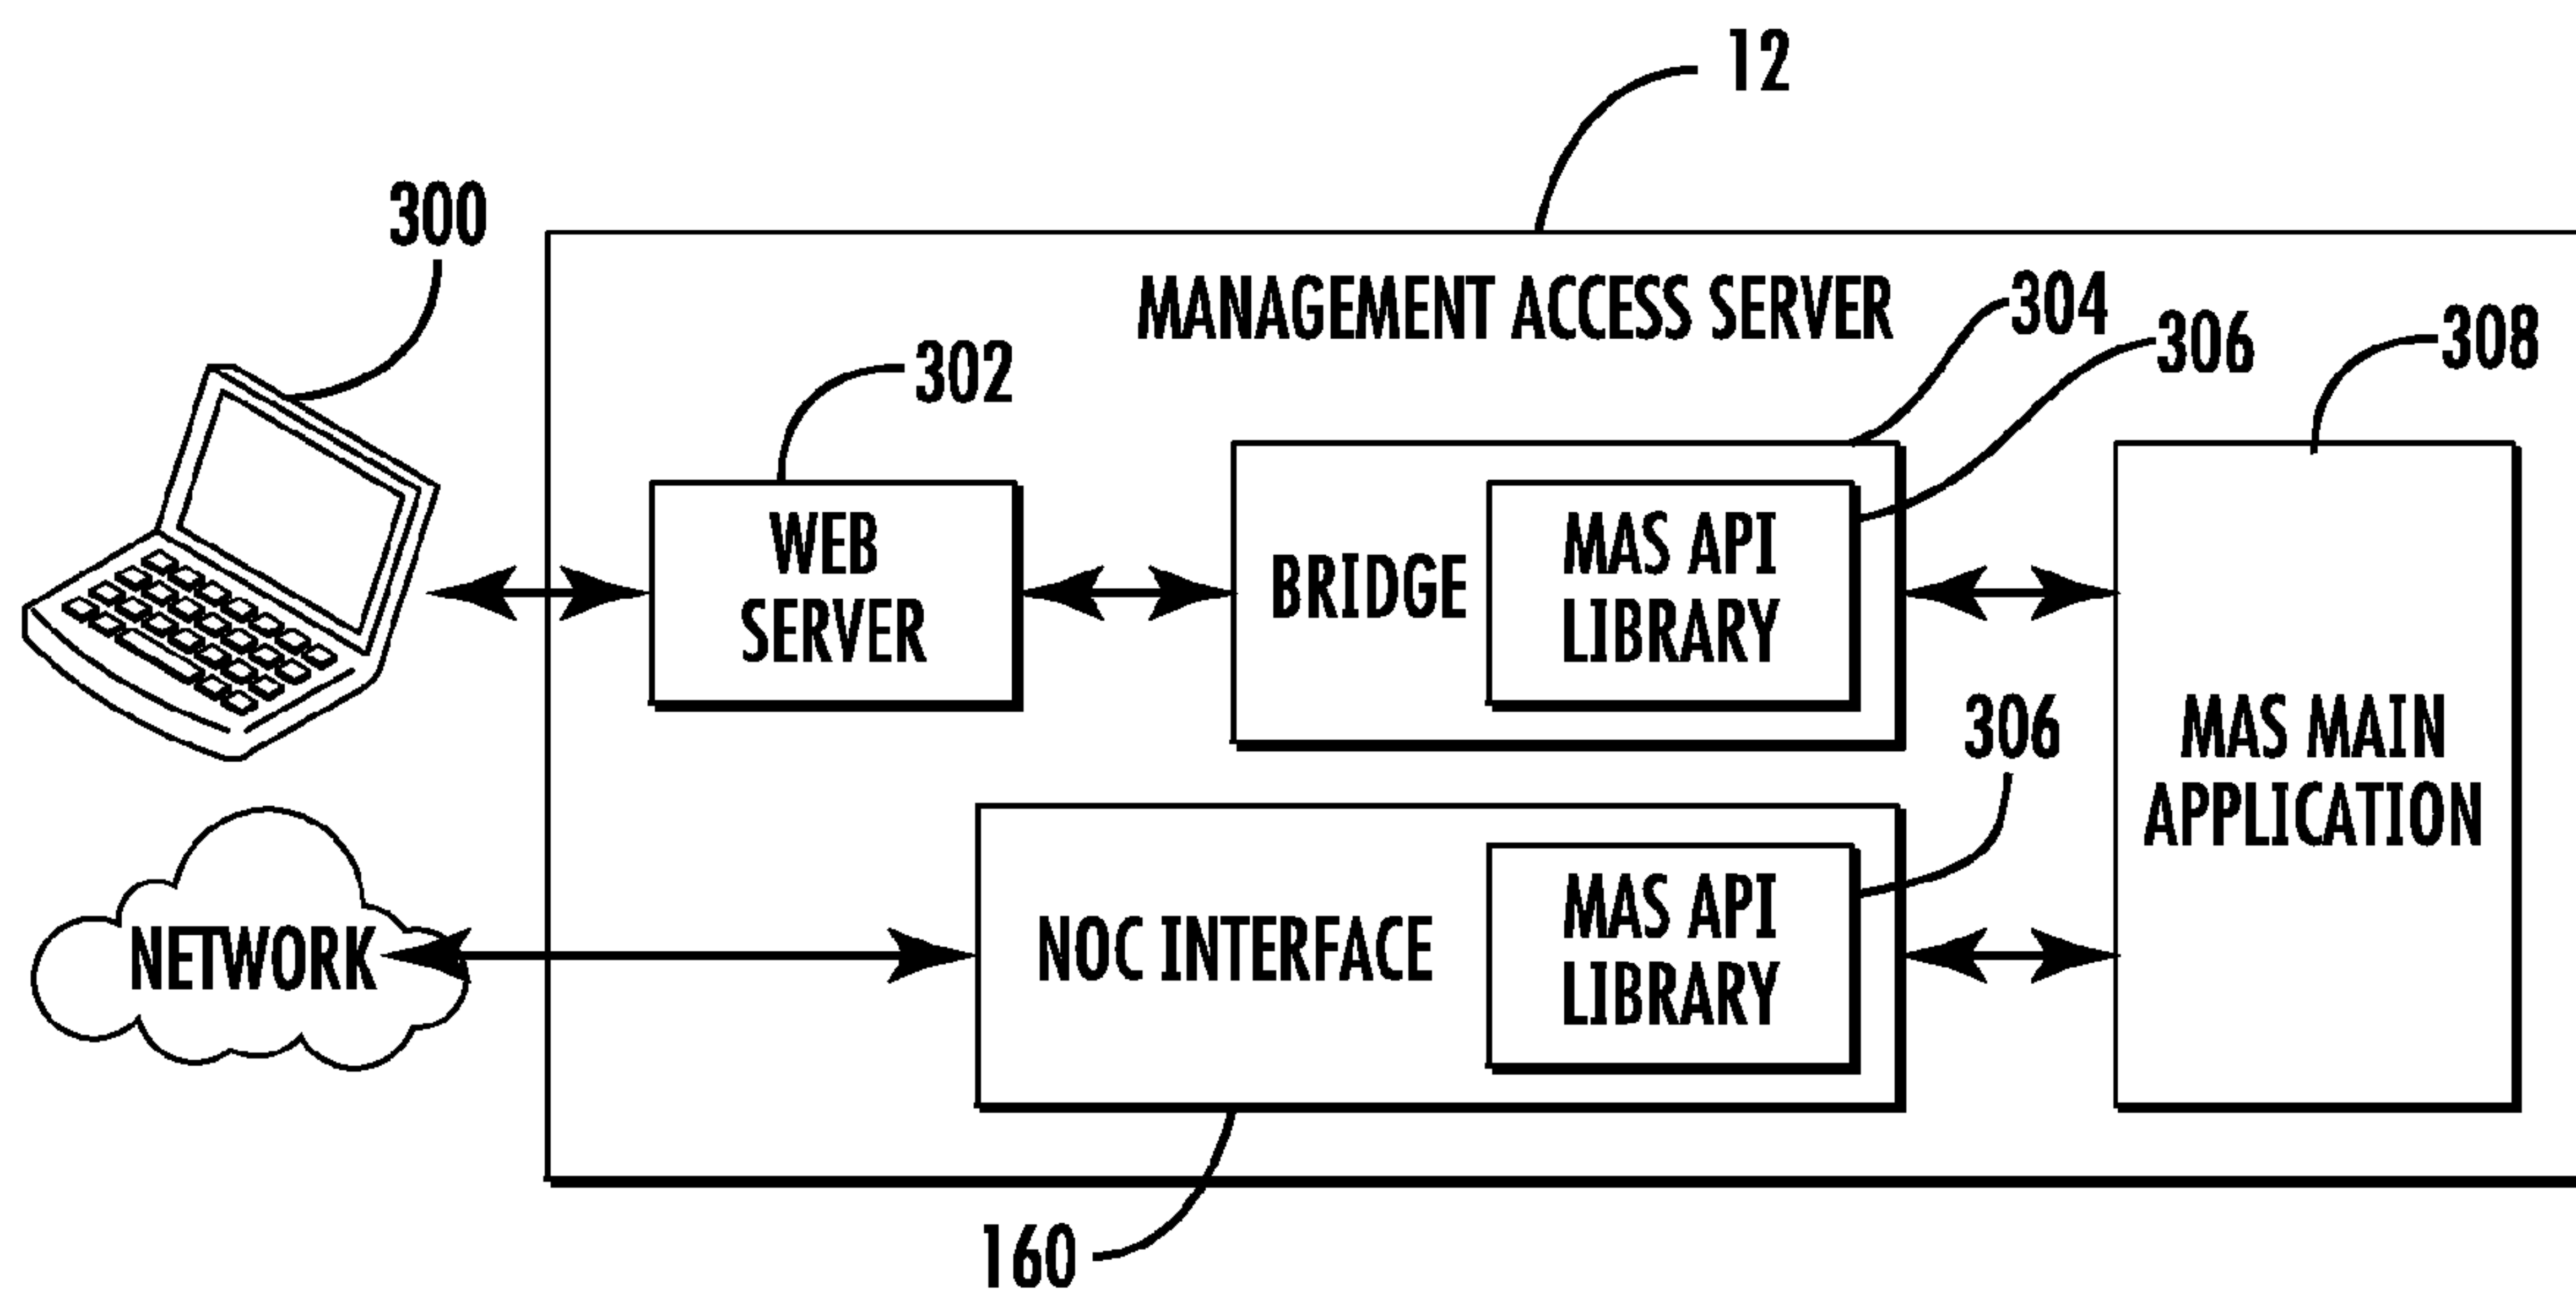 12
300
MANAGEMENT ACCESS SERVER
304
302
306
308
WEB
SERVER
BRIDGE
MAS API
LIBRARY
306
MAS MAIN
APPLICATION
NETWORK
NOC INTERFACE
MAS API
LIBRARY
160